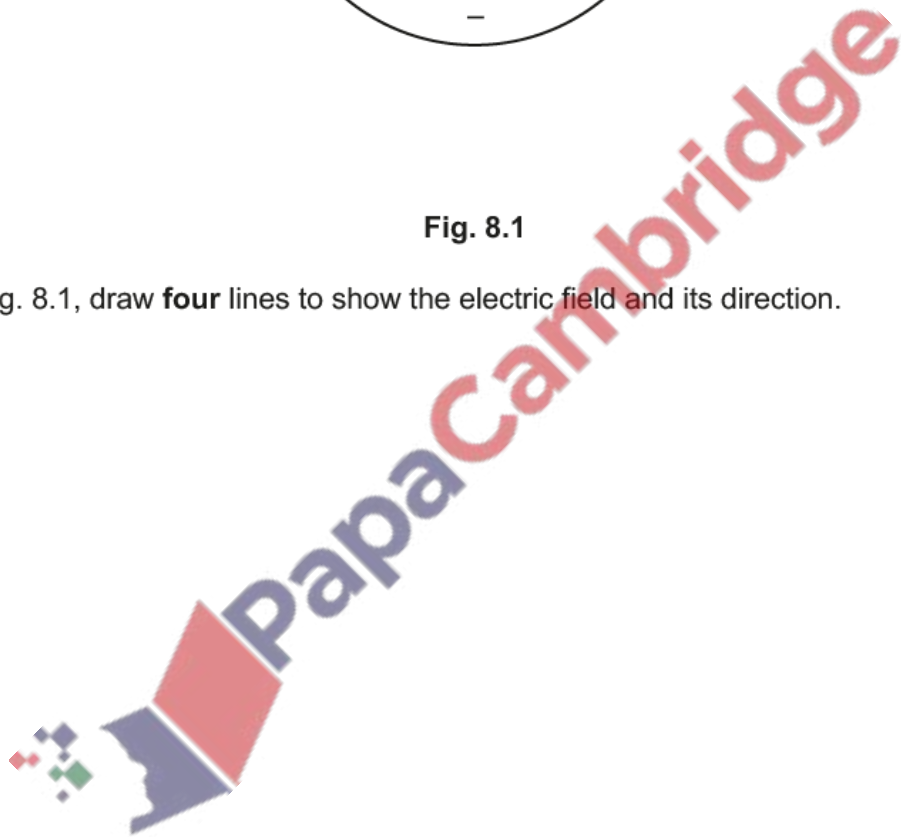 –
Fig. 8.1
g. 8.1, draw four lines to show the electric field and its direction.
PapaCambridge